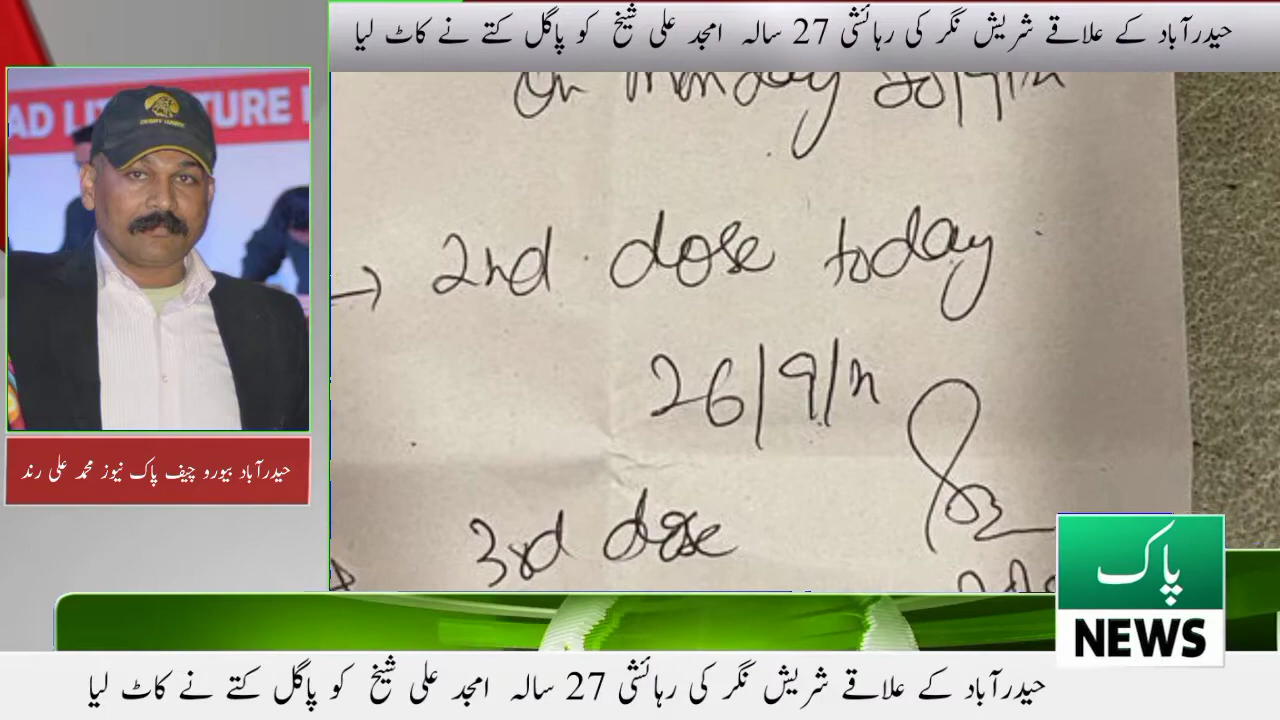 حیدرآباد کے علاقے شریش نگر کی رہائشی 27 سالہ امجد علی شیخ کو پاگل کتے نے کاٹ لیا
on Monday
2nd dose today
26/9/n
3rd dose
حیدرآباد بیورو چیف پاک نیوز محمد علی رند
پاک
NEWS
حیدرآباد کے علاقے شریش نگر کی رہائشی 27 سالہ امجد علی شیخ کو پاگل کتے نے کاٹ لیا